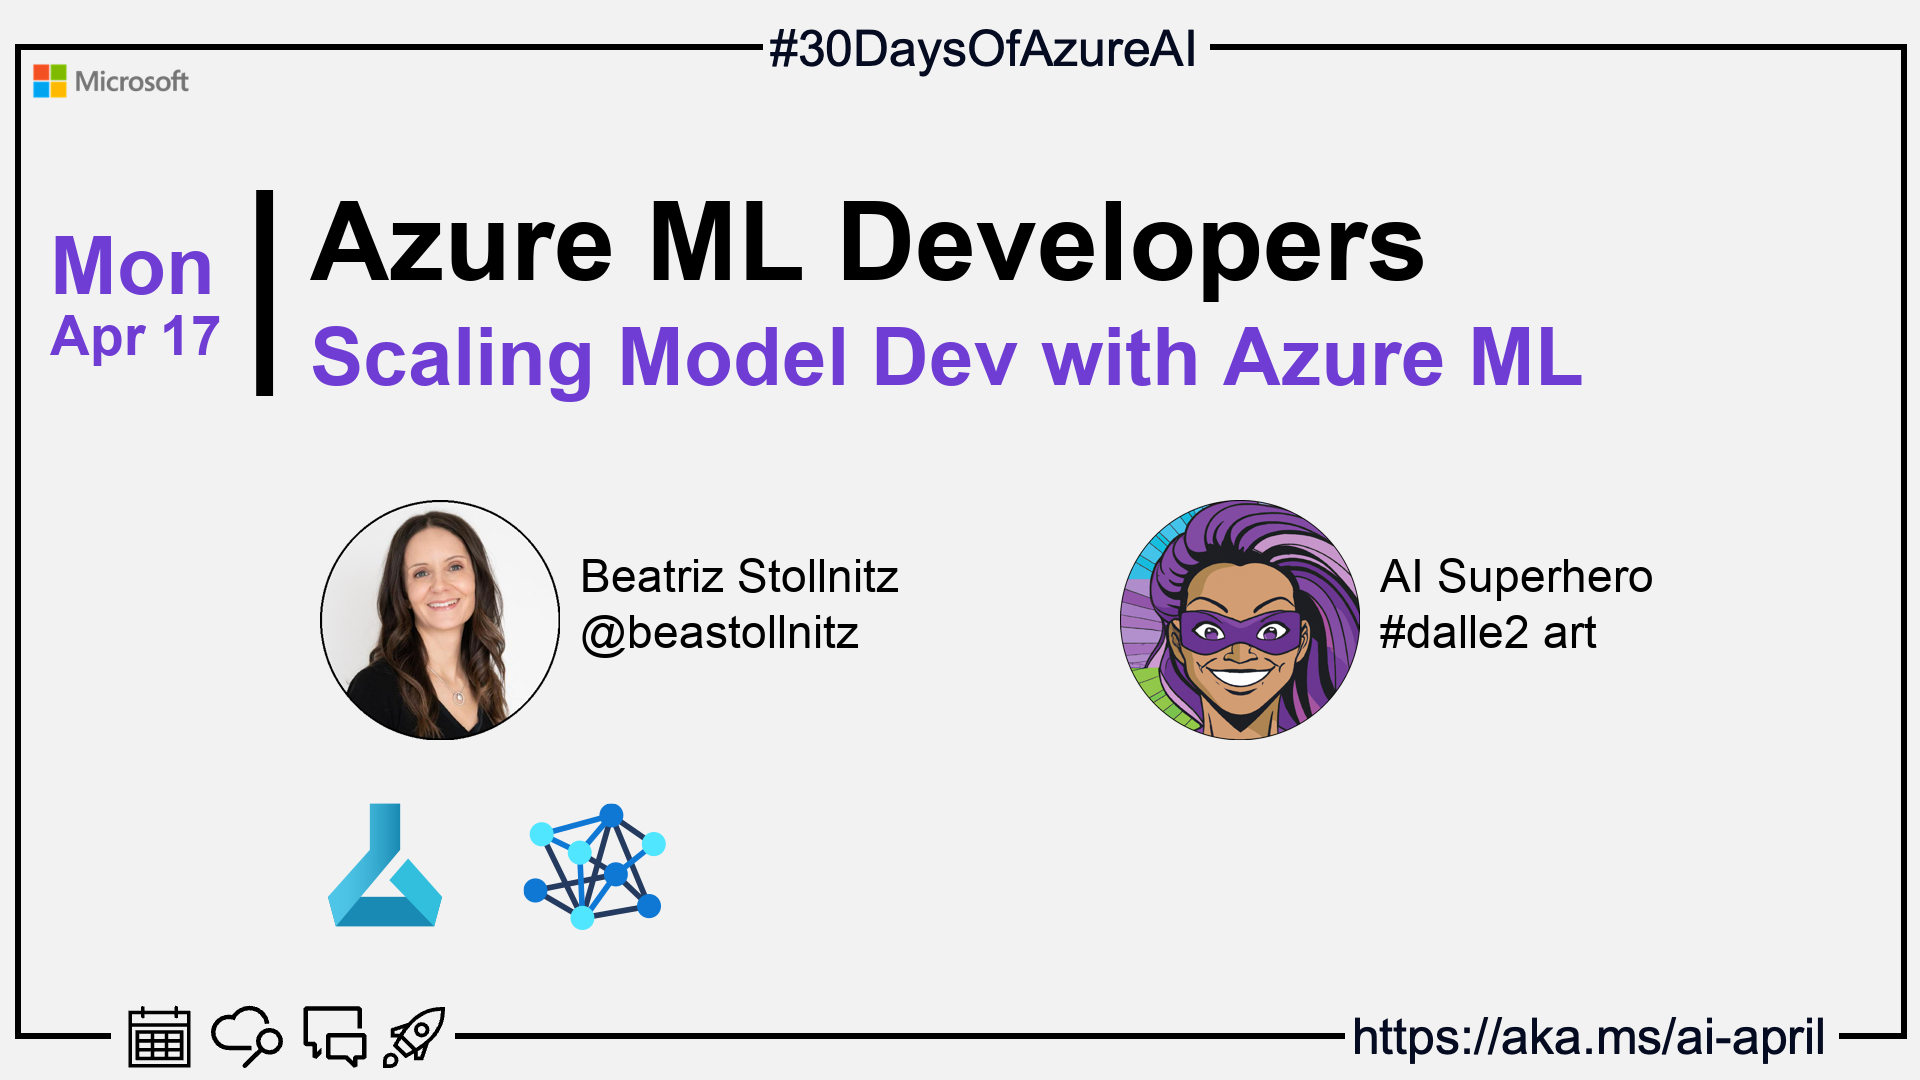 #30DaysOfAzureAI
Microsoft
Mon
Apr 17
Azure ML Developers
Scaling Model Dev with Azure ML
Beatriz Stollnitz
@beastollnitz
AI Superhero
#dalle2 art
https://aka.ms/ai-april